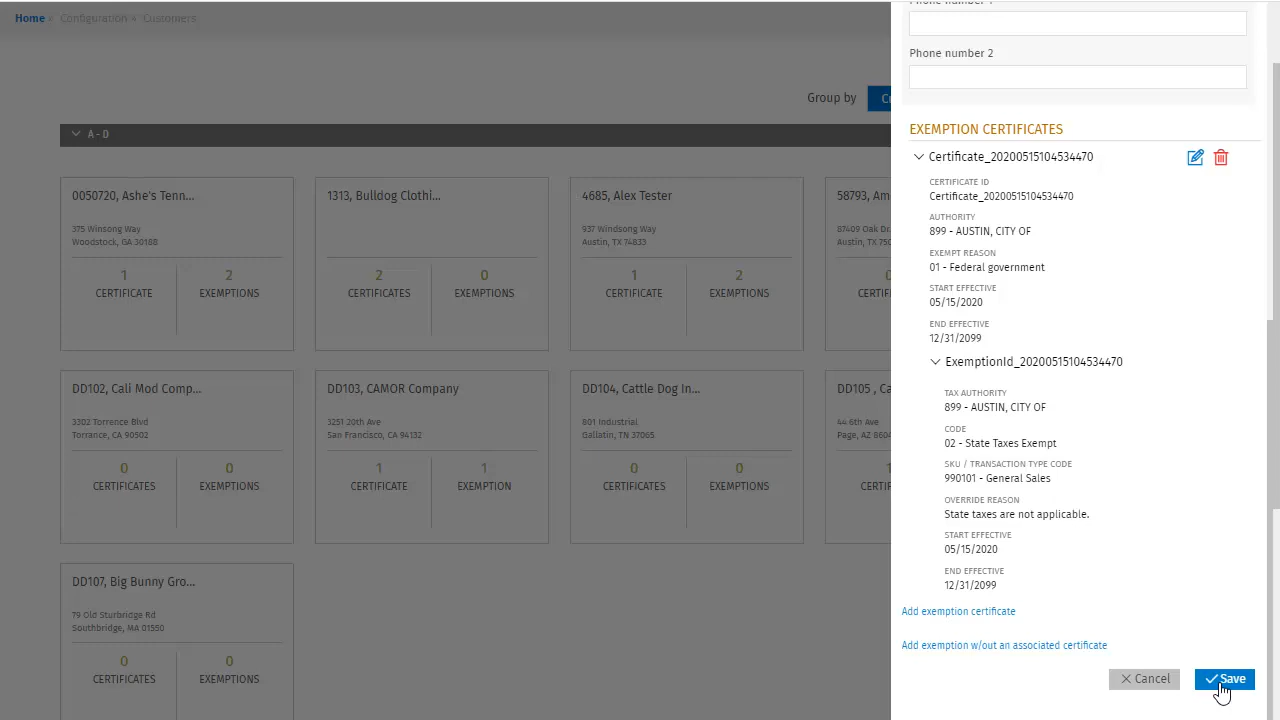 Home » Configuration » Customers
Phone number 1
Phone number 2
Group by
A - D
0050720, Ashe's Tenn...
375 Winsong Way
Woodstock, GA 30188
1
CERTIFICATE
2
EXEMPTIONS
1313, Bulldog Clothi...
2
CERTIFICATES
0
EXEMPTIONS
4685, Alex Tester
937 Windsong Way
Austin, TX 74833
1
CERTIFICATE
2
EXEMPTIONS
87409 Oak Dr.
DD102, Cali Mod Comp...
3302 Torrence Blvd
Torrance, CA 90502
0
CERTIFICATES
0
EXEMPTIONS
DD103, CAMOR Company
3251 20th Ave
San Francisco, CA 94132
1
CERTIFICATE
1
EXEMPTION
DD104, Cattle Dog In...
801 Industrial
Gallatin, TN 37065
0
CERTIFICATES
0
EXEMPTIONS
44 6th Ave
DD107, Big Bunny Gro...
79 Old Sturbridge Rd
Southbridge, MA 01550
0
CERTIFICATES
0
EXEMPTIONS
EXEMPTION CERTIFICATES
Certificate_20200515104534470
CERTIFICATE ID
Certificate_20200515104534470
AUTHORITY
899 - AUSTIN, CITY OF
EXEMPT REASON
01 - Federal government
START EFFECTIVE
05/15/2020
END EFFECTIVE
12/31/2099
ExemptionId_20200515104534470
TAX AUTHORITY
899 - AUSTIN, CITY OF
CODE
02 - State Taxes Exempt
SKU / TRANSACTION TYPE CODE
990101 - General Sales
OVERRIDE REASON
State taxes are not applicable.
START EFFECTIVE
05/15/2020
END EFFECTIVE
12/31/2099
Add exemption certificate
Add exemption w/out an associated certificate
Cancel
Save